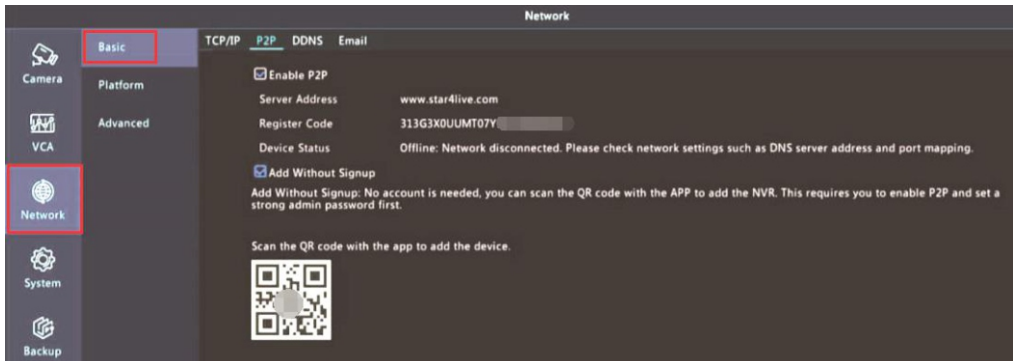 Network
Camera
VCA
Network
System
Backup
Basic
Platform
Advanced
TCP/IP P2P DDNS Email
Enable P2P
Server Address www.star4live.com
Register Code 313G3X0UUMT07Y
Device Status Offline: Network disconnected. Please check network settings such as DNS server address and port mapping.
Add Without Signup
Add Without Signup: No account is needed, you can scan the QR code with the APP to add the NVR. This requires you to enable P2P and set a
strong admin password first.
Scan the QR code with the app to add the device.